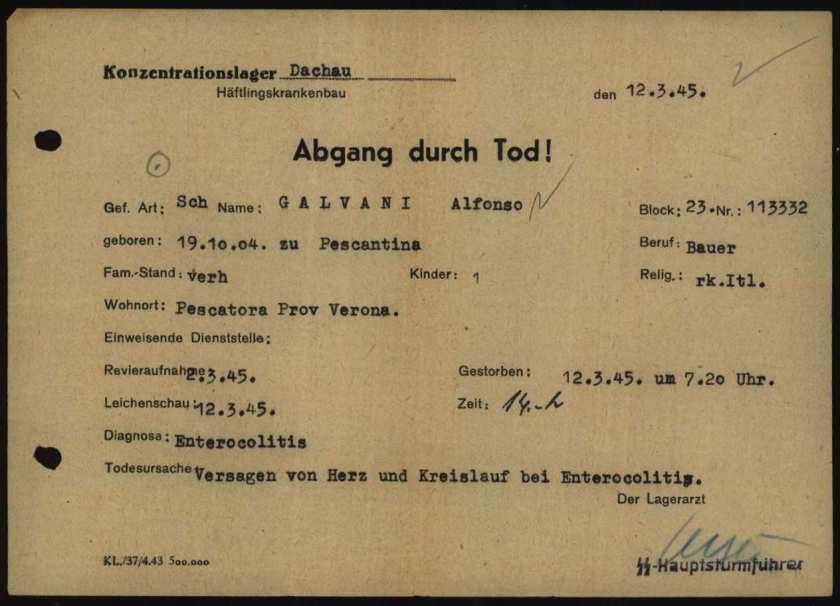 Konzentrationslager Dachau
Häftlingskrankenbau
den 12.3.45.
Abgang durch Tod!
Gef. Art: Sch Name: GALVANI Alfonso Block: 23. Nr.: 113332
geboren: 19.10.04. zu Pescantina Beruf: Bauer
Fam.-Stand: verh Kinder: 1 Relig.: rk.Itl.
Wohnort: Pescatora Prov Verona.
Einweisende Dienststelle:
Revieraufnahme: 2.3.45. Gestorben: 12.3.45. um 7.20 Uhr.
Leichenschau: 12.3.45. Zeit: 14.-h
Diagnose: Enterocolitis
Todesursache: Versagen von Herz und Kreislauf bei Enterocolitis.
Der Lagerarzt
SS-Hauptsturmführer
KL./37/4.43 500.000